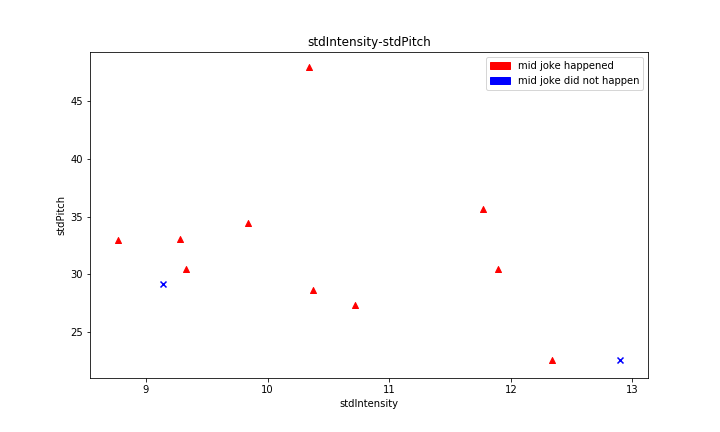 stdIntensity-stdPitch
mid joke happened
mid joke did not happen
45
40
35
30
25
stdPitch
9
10
11
12
13
stdIntensity